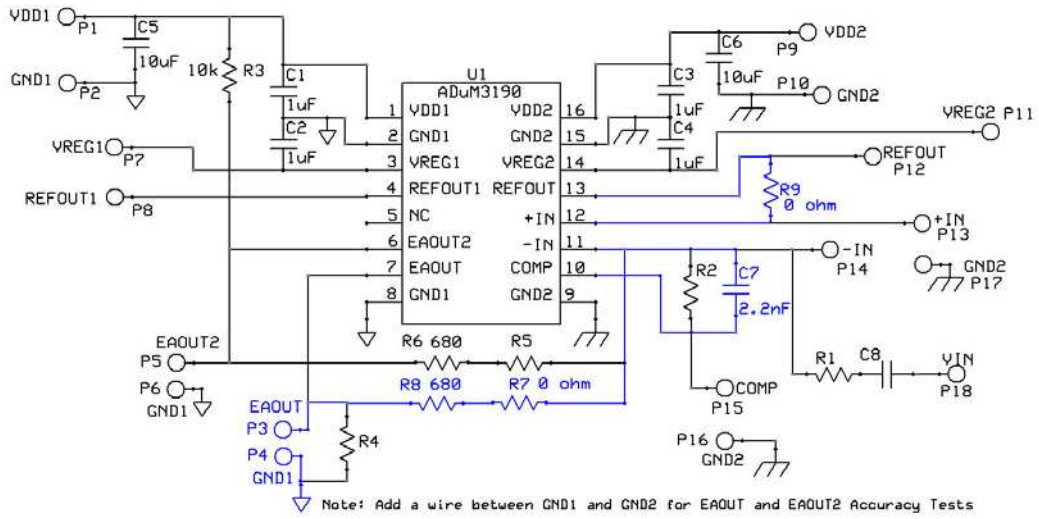 VDD1 P1
C5
10uF
GND1 P2
10k R3
C1
1uF
C2
1uF
VREG1 P7
REFOUT1 P8
U1
ADuM3190
1 VDD1
2 GND1
3 VREG1
4 REFOUT1
5 NC
6 EAOUT2
7 EAOUT
8 GND1
VDD2 16
GND2 15
VREG2 14
REFOUT 13
+IN 12
-IN 11
COMP 10
GND2 9
C3
1uF
C4
1uF
C6
10uF
P9 VDD2
P10 GND2
VREG2 P11
REFOUT
P12
R9
0 ohm
+IN
P13
-IN
P14
GND2
P17
R2
C7
2.2nF
R1
C8
VIN
P18
COMP
P15
P16
GND2
EAOUT2
P5
P6
GND1
R6 680
R5
R8 680
R7 0 ohm
EAOUT
P3
R4
P4
GND1
Note: Add a wire between GND1 and GND2 for EAOUT and EAOUT2 Accuracy Tests